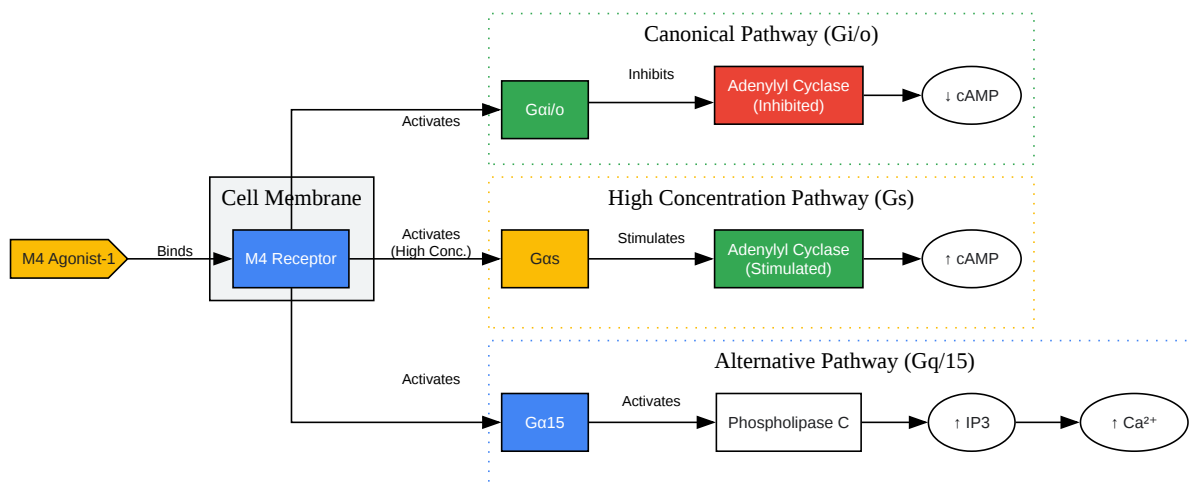 Canonical Pathway (Gi/o)
Inhibits
Adenylyl Cyclase
(Inhibited)
↓ cAMP
Gαi/o
Activates
Cell Membrane
High Concentration Pathway (Gs)
M4 Agonist-1
Binds
M4 Receptor
Activates
(High Conc.)
Gαs
Stimulates
Adenylyl Cyclase
(Stimulated)
↑ cAMP
Alternative Pathway (Gq/15)
Activates
Gα15
Activates
Phospholipase C
↑ IP3
↑ Ca²⁺